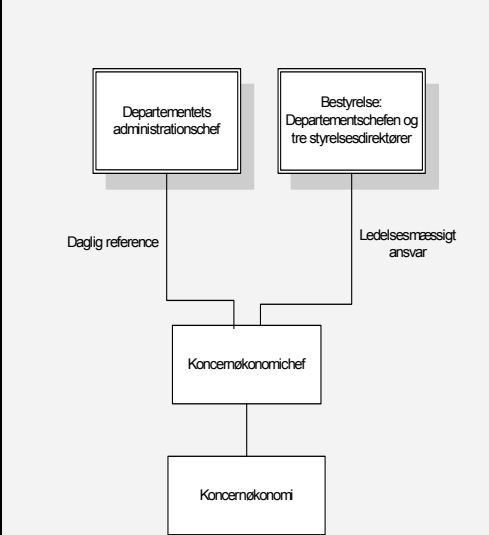 Departementets
administrationschef
Bestyrelse:
Departementschefen og
tre styrelsesdirektører
Daglig reference
Ledelsesmæssigt
ansvar
Koncernøkonomichef
Koncernøkonomi